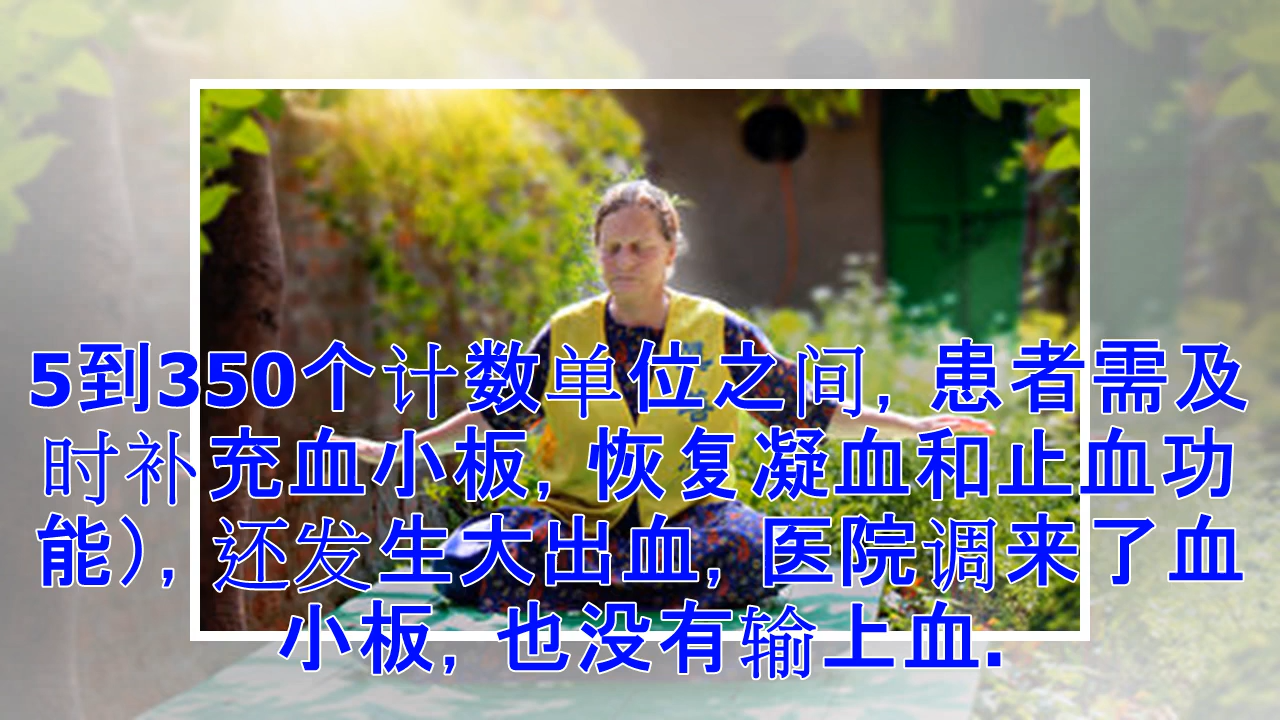 5到350个计数单位之间, 患者需及
时补充血小板, 恢复凝血和止血功
能), 还发生大出血, 医院调来了血
小板, 也没有输上血.